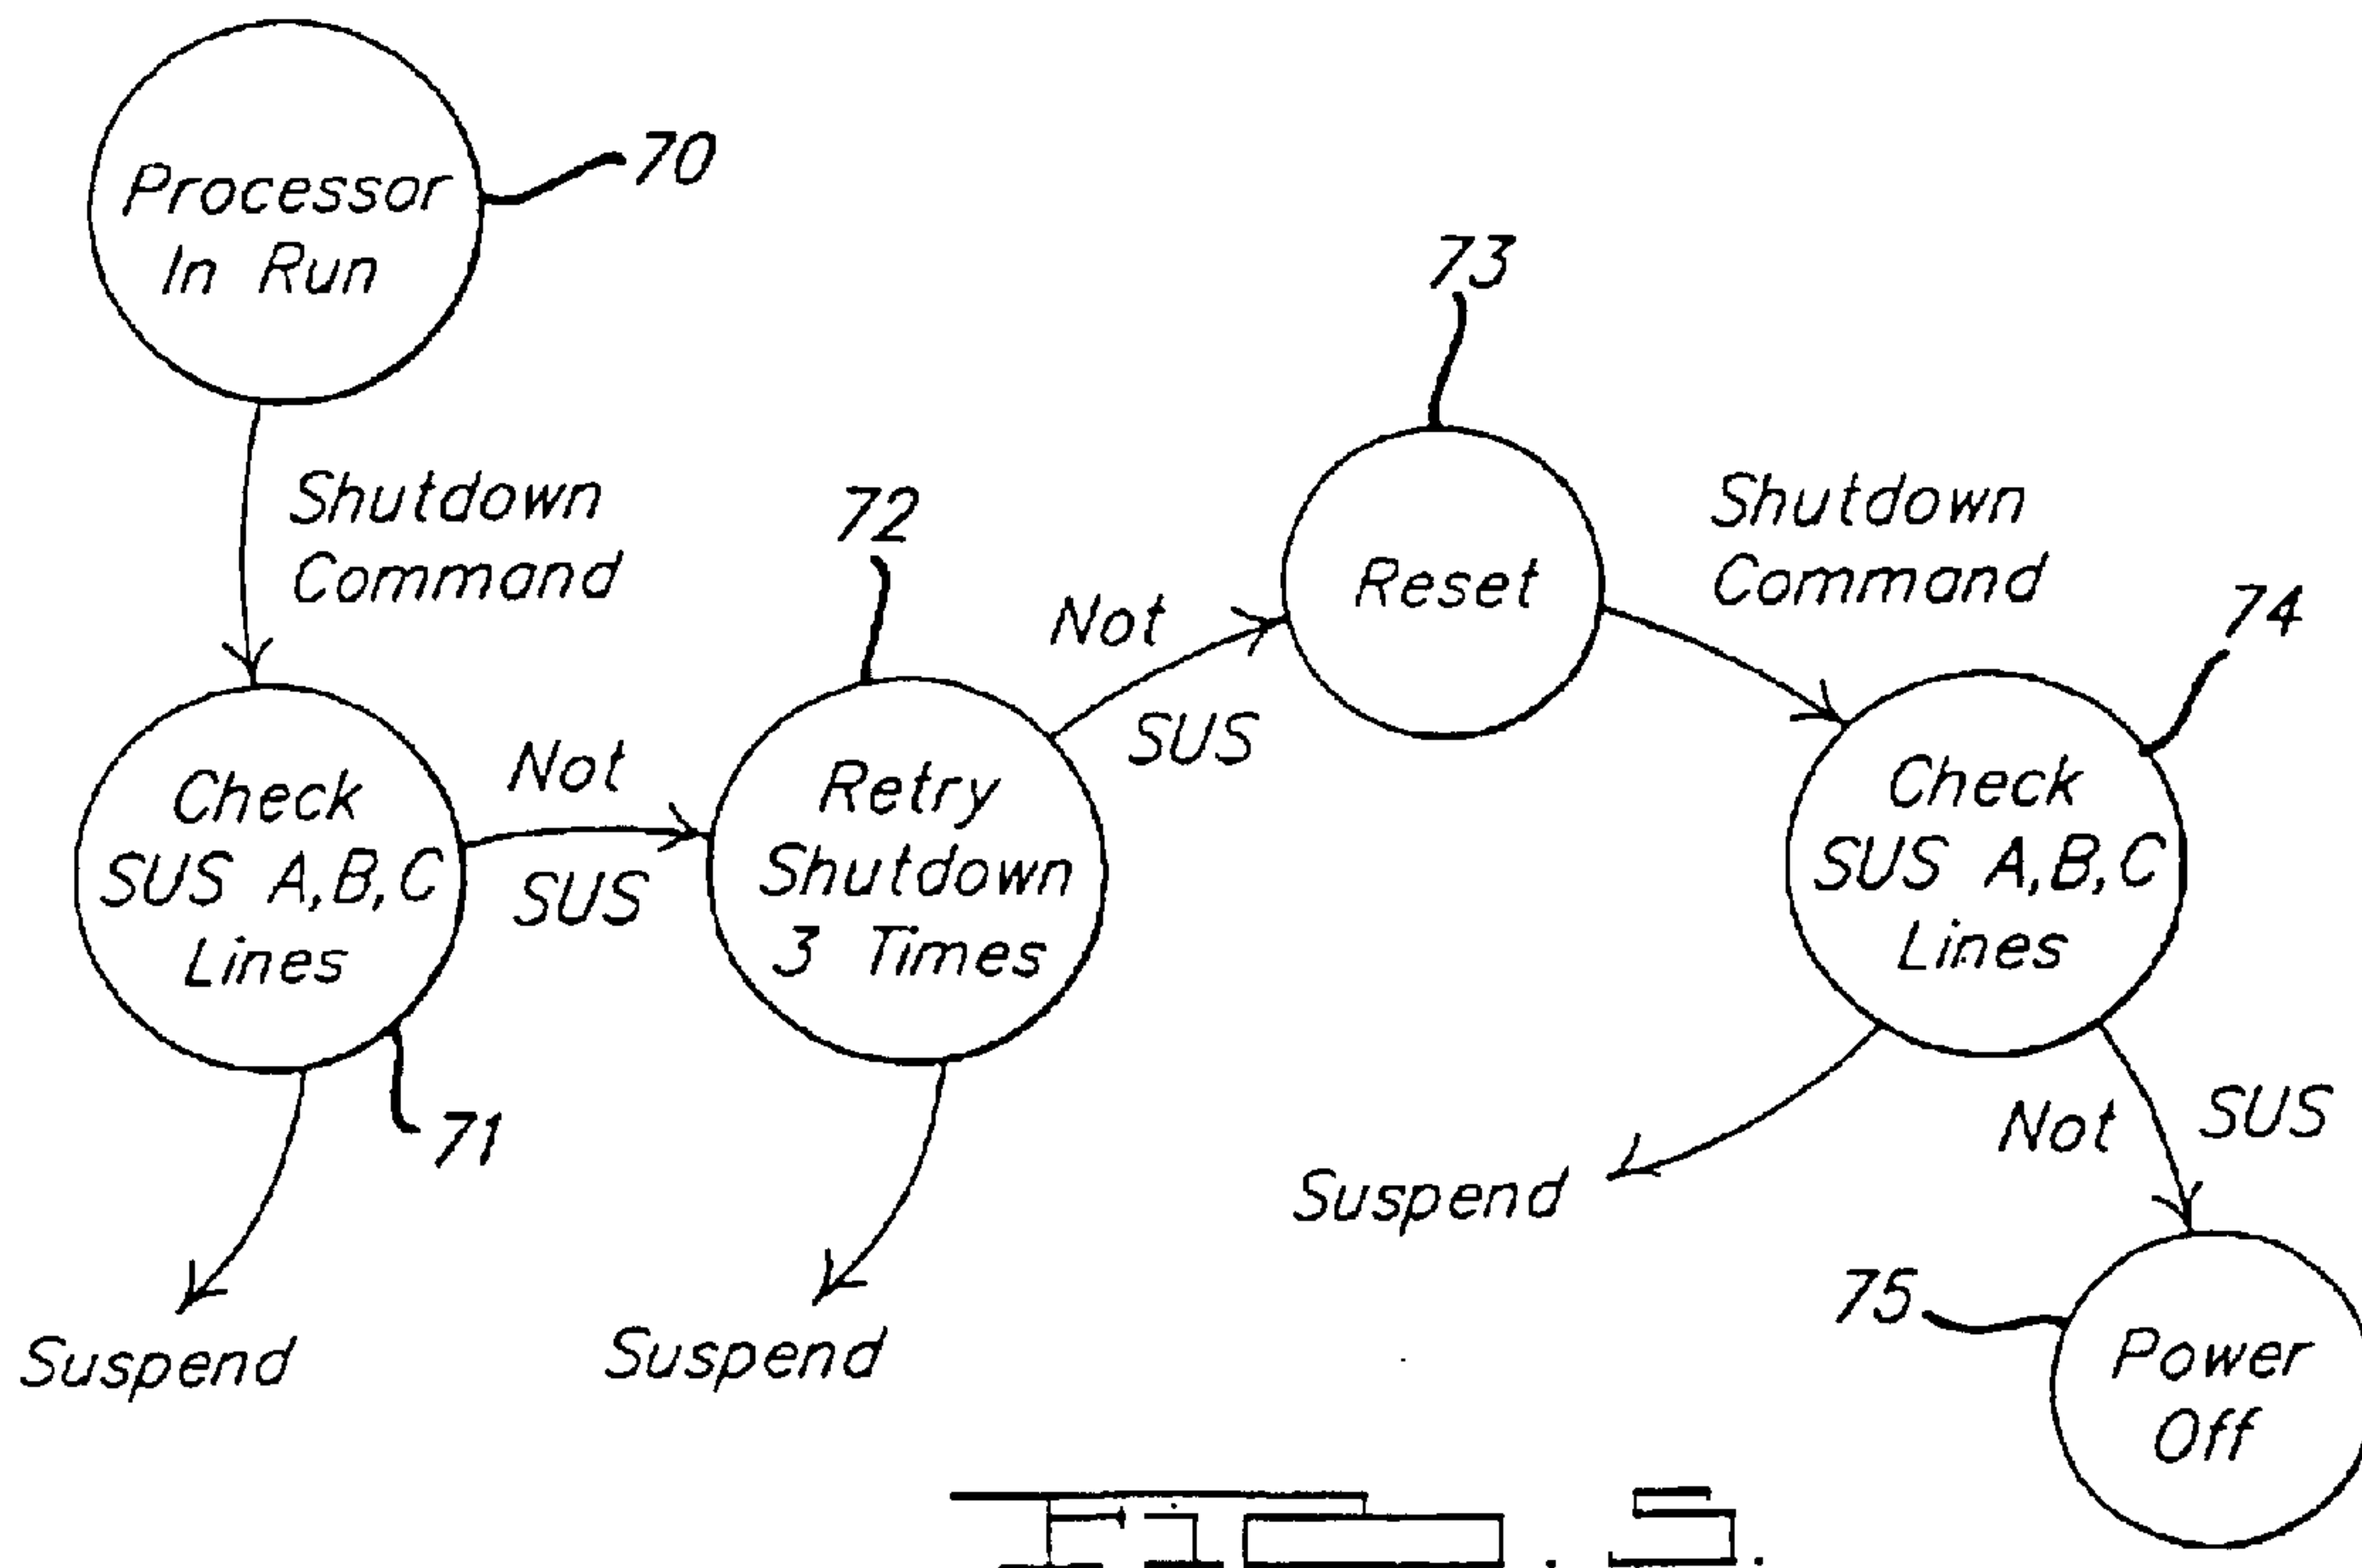 Processor
In Run
70
Shutdown
Command
Check
SUS A,B,C
Lines
71
Suspend
Not
SUS
72
Retry
Shutdown
3 Times
Suspend
Not
SUS
73
Reset
Shutdown
Command
74
Check
SUS A,B,C
Lines
Suspend
Not
SUS
75
Power
Off